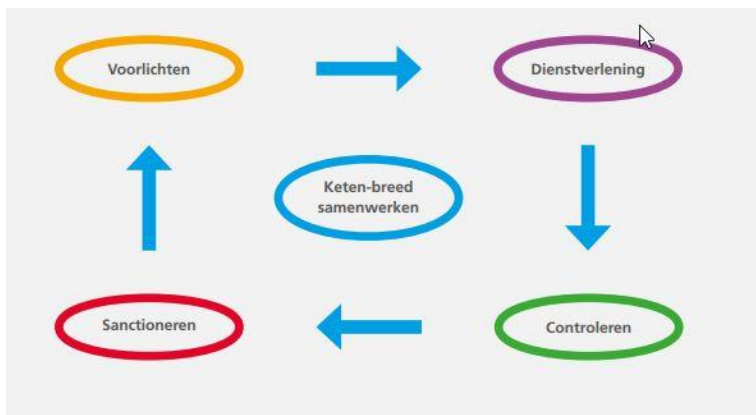 Voorlichten
Dienstverlening
Keten-breed
samenwerken
Sanctioneren
Controleren